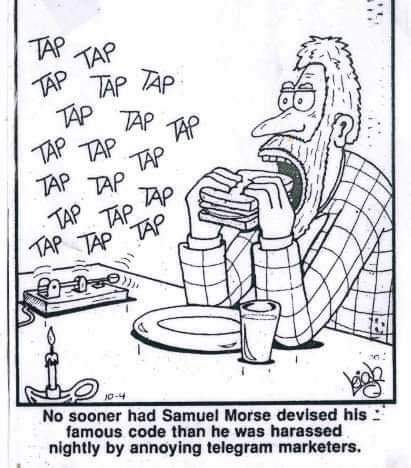 TAP TAP
TAP TAP TAP
TAP TAP TAP
TAP TAP TAP
TAP TAP TAP
TAP TAP TAP
TAP TAP
10-4
Leigh
No sooner had Samuel Morse devised his
famous code than he was harassed
nightly by annoying telegram marketers.